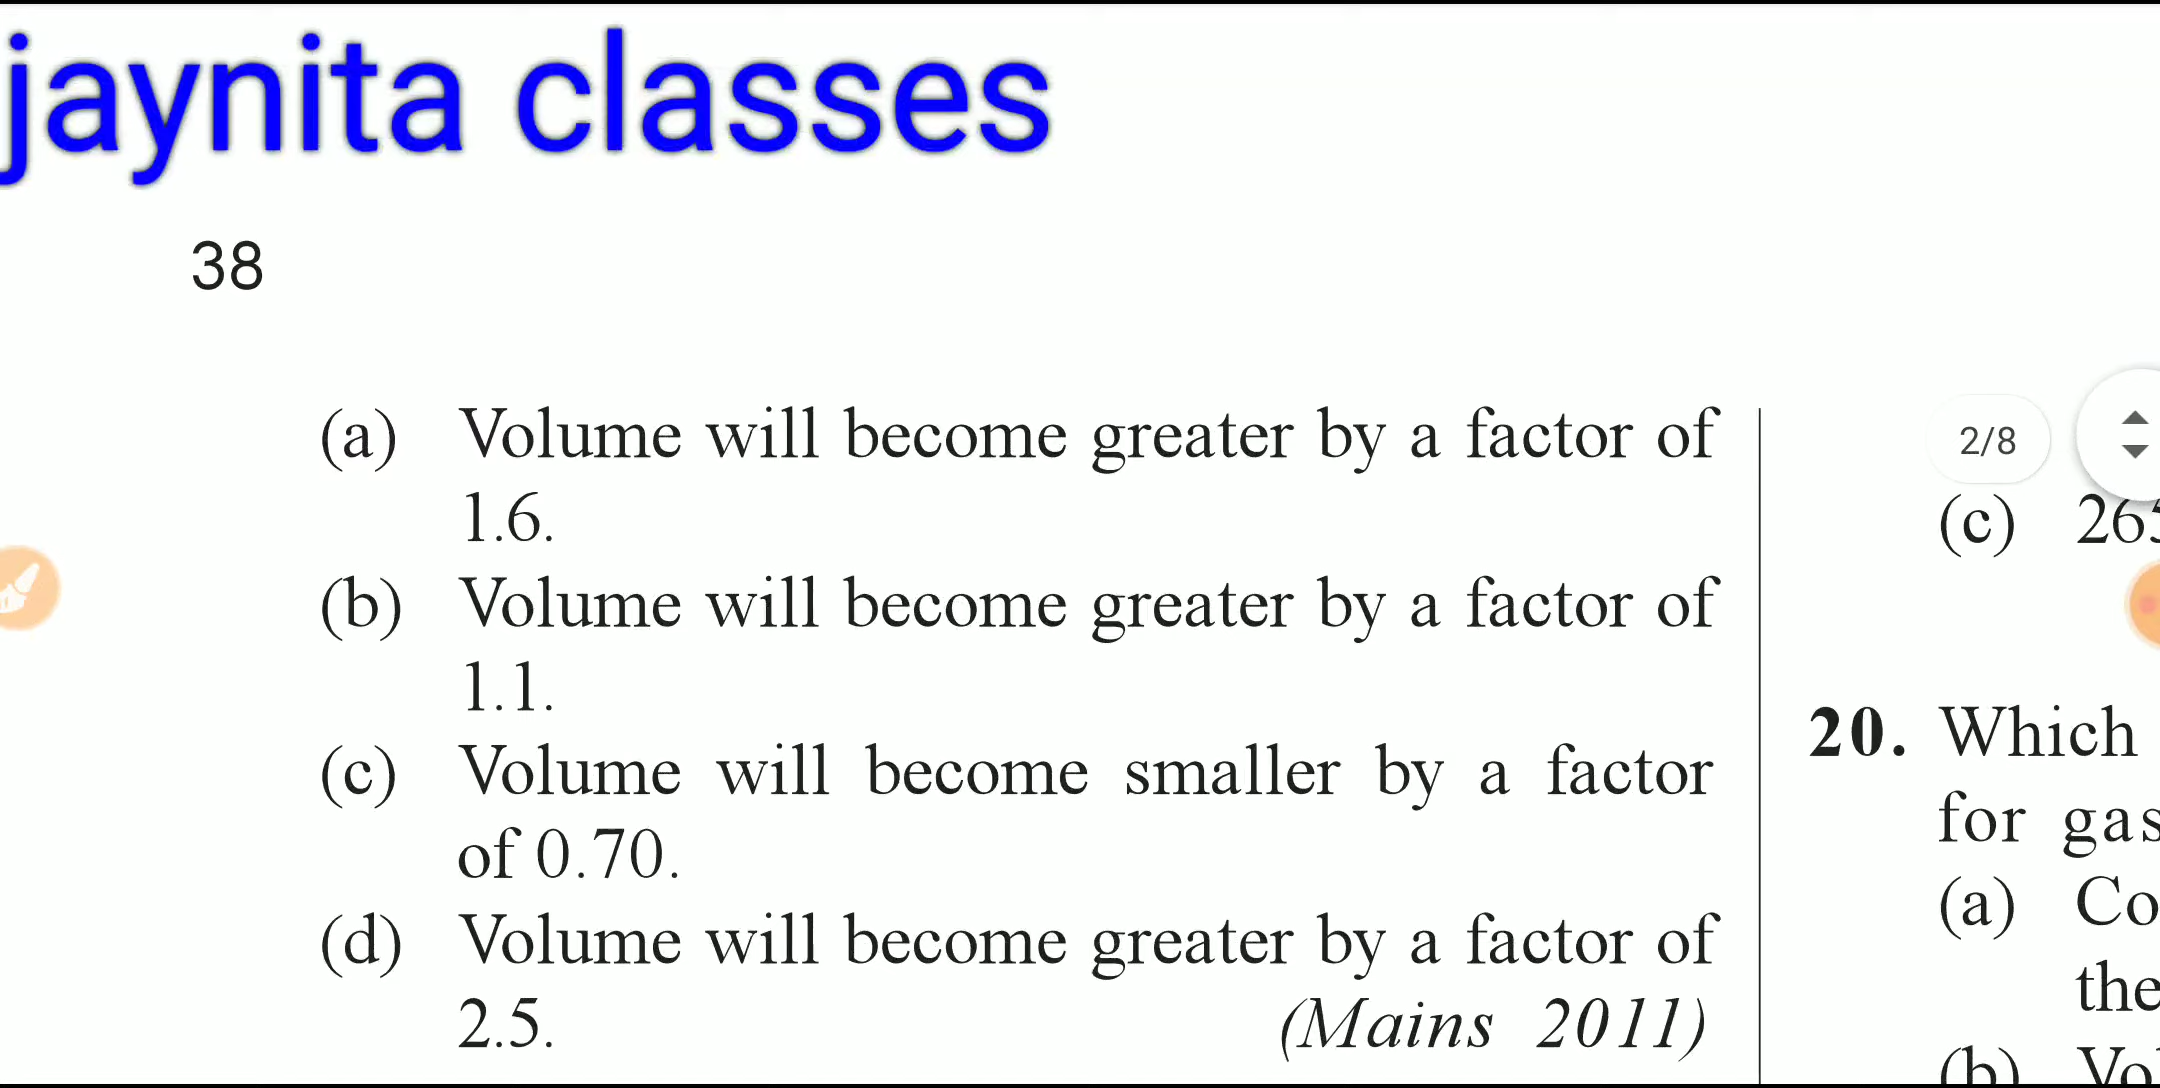 jaynita classes
38
(a) Volume will become greater by a factor of
1.6.
(b) Volume will become greater by a factor of
1.1.
(c) Volume will become smaller by a factor
of 0.70.
(d) Volume will become greater by a factor of
2.5. (Mains 2011)
2/8
(c)
20. Which
for
(a)
(b)